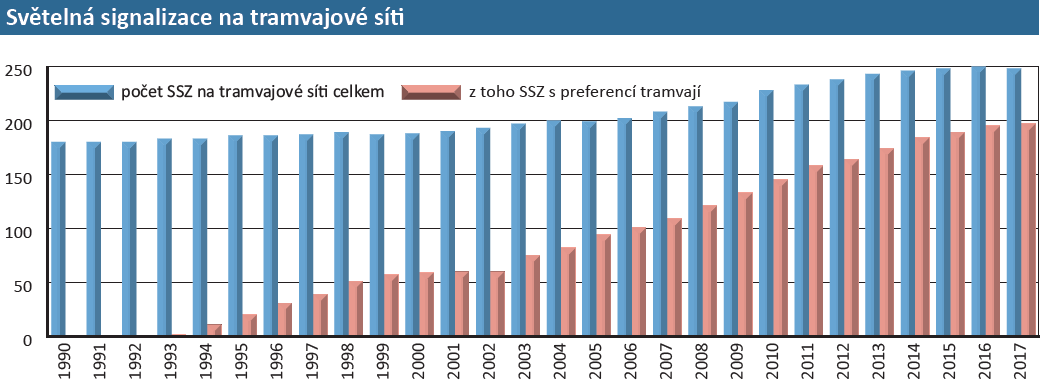 Světelná signalizace na tramvajové síti
250
počet SSZ na tramvajové síti celkem z toho SSZ s preferencí tramvají
200
150
100
50
0
1990 1991 1992 1993 1994 1995 1996 1997 1998 1999 2000 2001 2002 2003 2004 2005 2006 2007 2008 2009 2010 2011 2012 2013 2014 2015 2016 2017